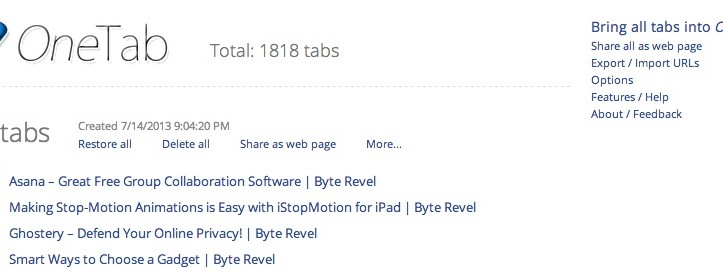 OneTab
Total: 1818 tabs
Bring all tabs into
Share all as web page
Export / Import URLs
Options
Features / Help
About / Feedback
tabs
Created 7/14/2013 9:04:20 PM
Restore all Delete all Share as web page More...
Asana – Great Free Group Collaboration Software | Byte Revel
Making Stop-Motion Animations is Easy with iStopMotion for iPad | Byte Revel
Ghostery – Defend Your Online Privacy! | Byte Revel
Smart Ways to Choose a Gadget | Byte Revel